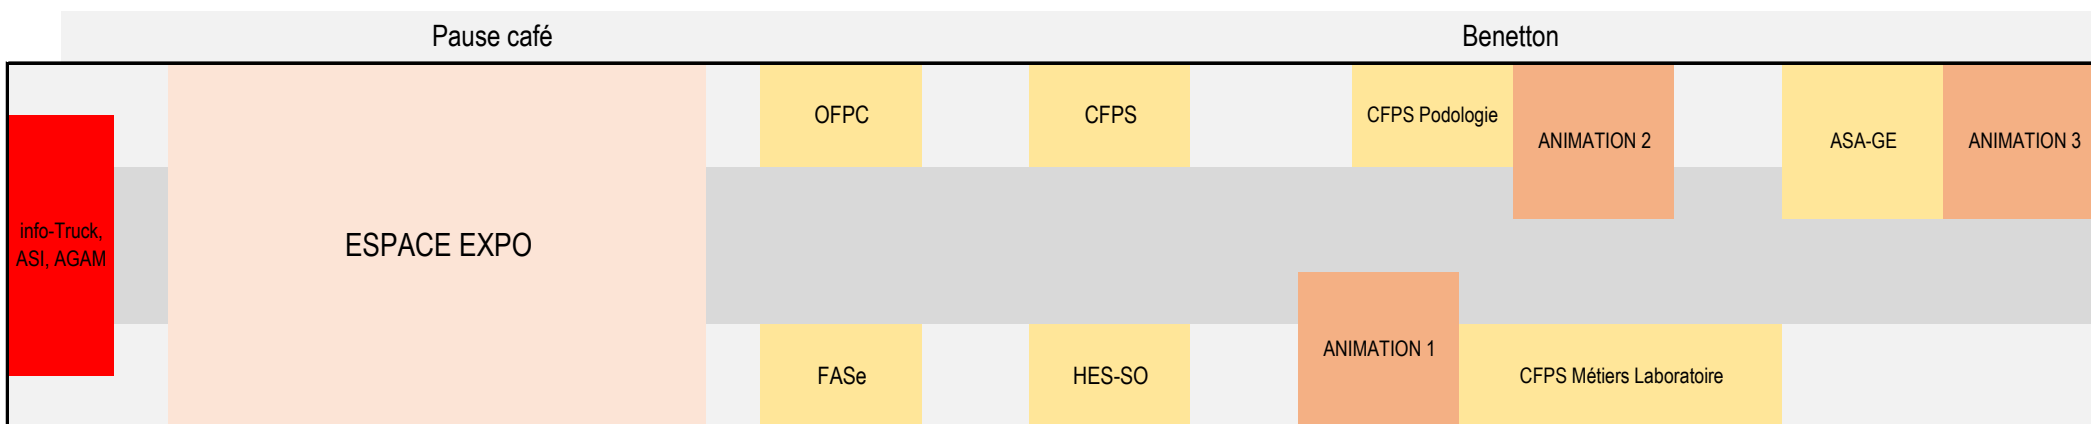 Pause café
Benetton
OFPC
CFPS
CFPS Podologie
ANIMATION 2
ASA-GE
ANIMATION 3
info-Truck,
ASI, AGAM
ESPACE EXPO
ANIMATION 1
FASe
HES-SO
CFPS Métiers Laboratoire